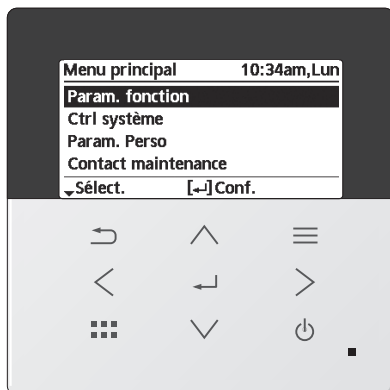 Menu principal 10:34am,Lun
Param. fonction
Ctrl système
Param. Perso
Contact maintenance
Sélect. [↵]Conf.